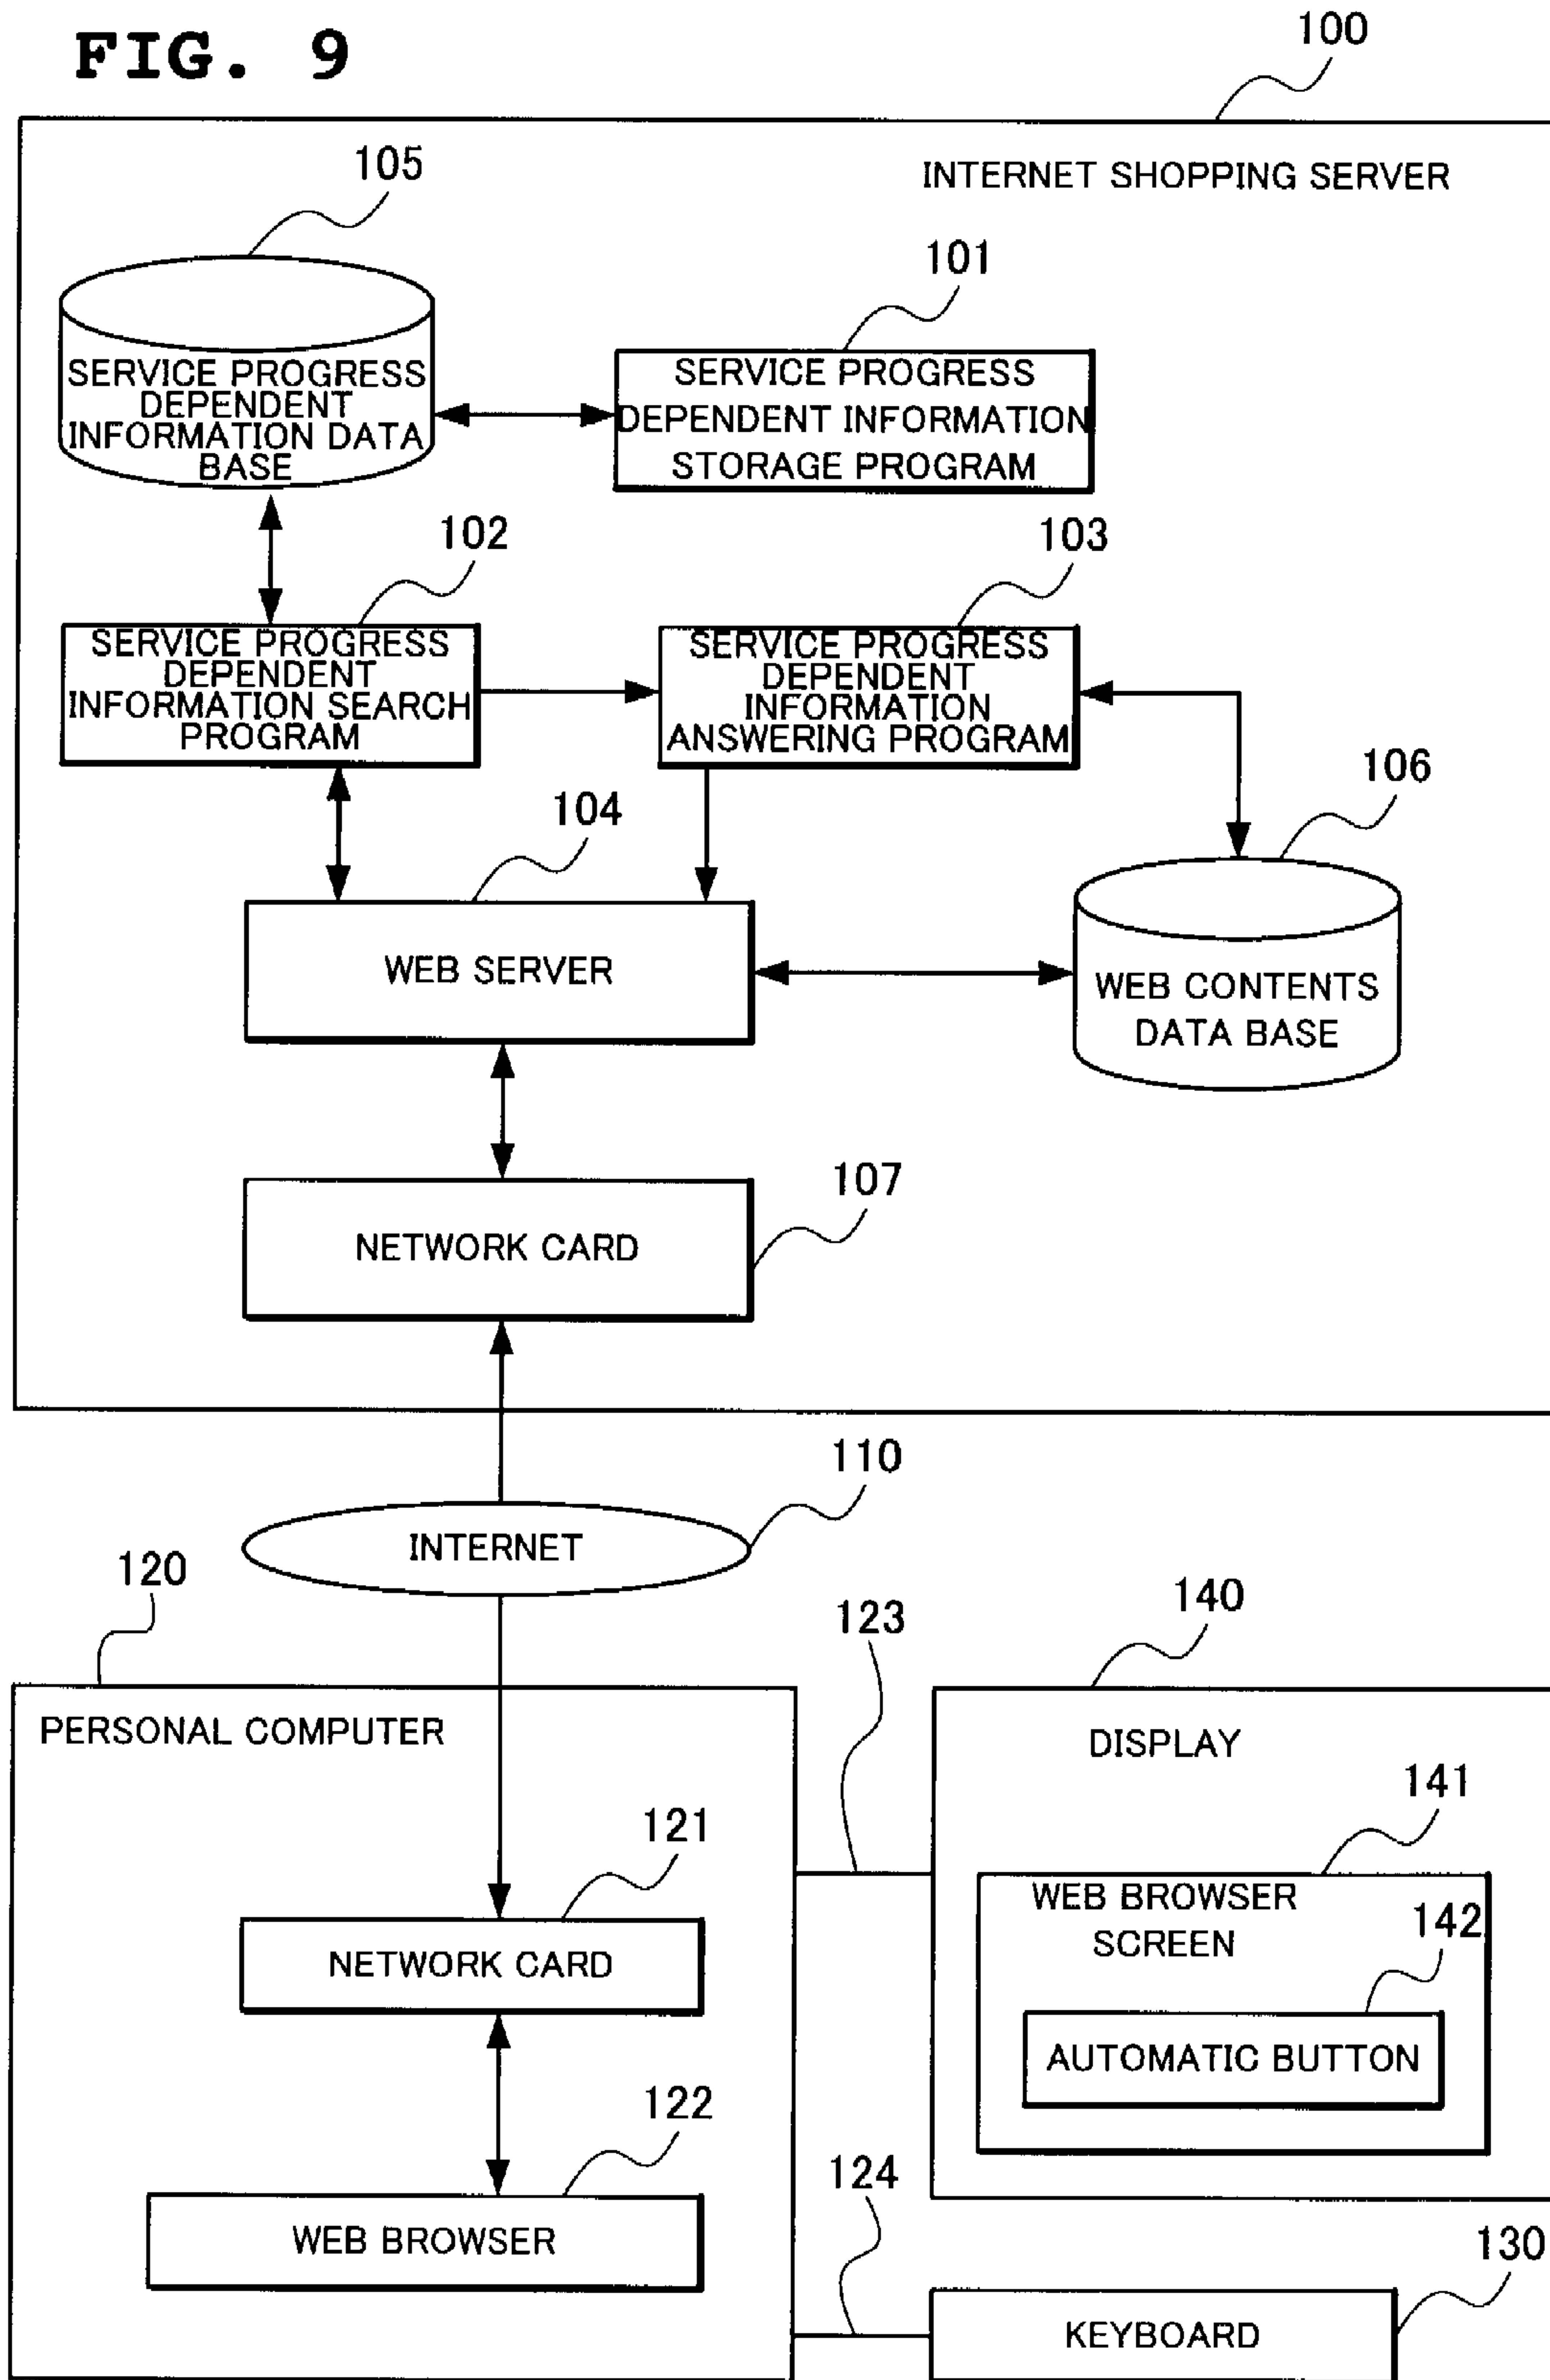 FIG. 9
100
INTERNET SHOPPING SERVER
105
101
SERVICE PROGRESS
DEPENDENT
INFORMATION DATA
BASE
SERVICE PROGRESS
DEPENDENT INFORMATION
STORAGE PROGRAM
102
103
SERVICE PROGRESS
DEPENDENT
INFORMATION SEARCH
PROGRAM
SERVICE PROGRESS
DEPENDENT
INFORMATION
ANSWERING PROGRAM
104
106
WEB SERVER
WEB CONTENTS
DATA BASE
107
NETWORK CARD
110
INTERNET
120
123
140
PERSONAL COMPUTER
DISPLAY
141
121
WEB BROWSER
SCREEN
142
NETWORK CARD
AUTOMATIC BUTTON
122
124
WEB BROWSER
130
KEYBOARD